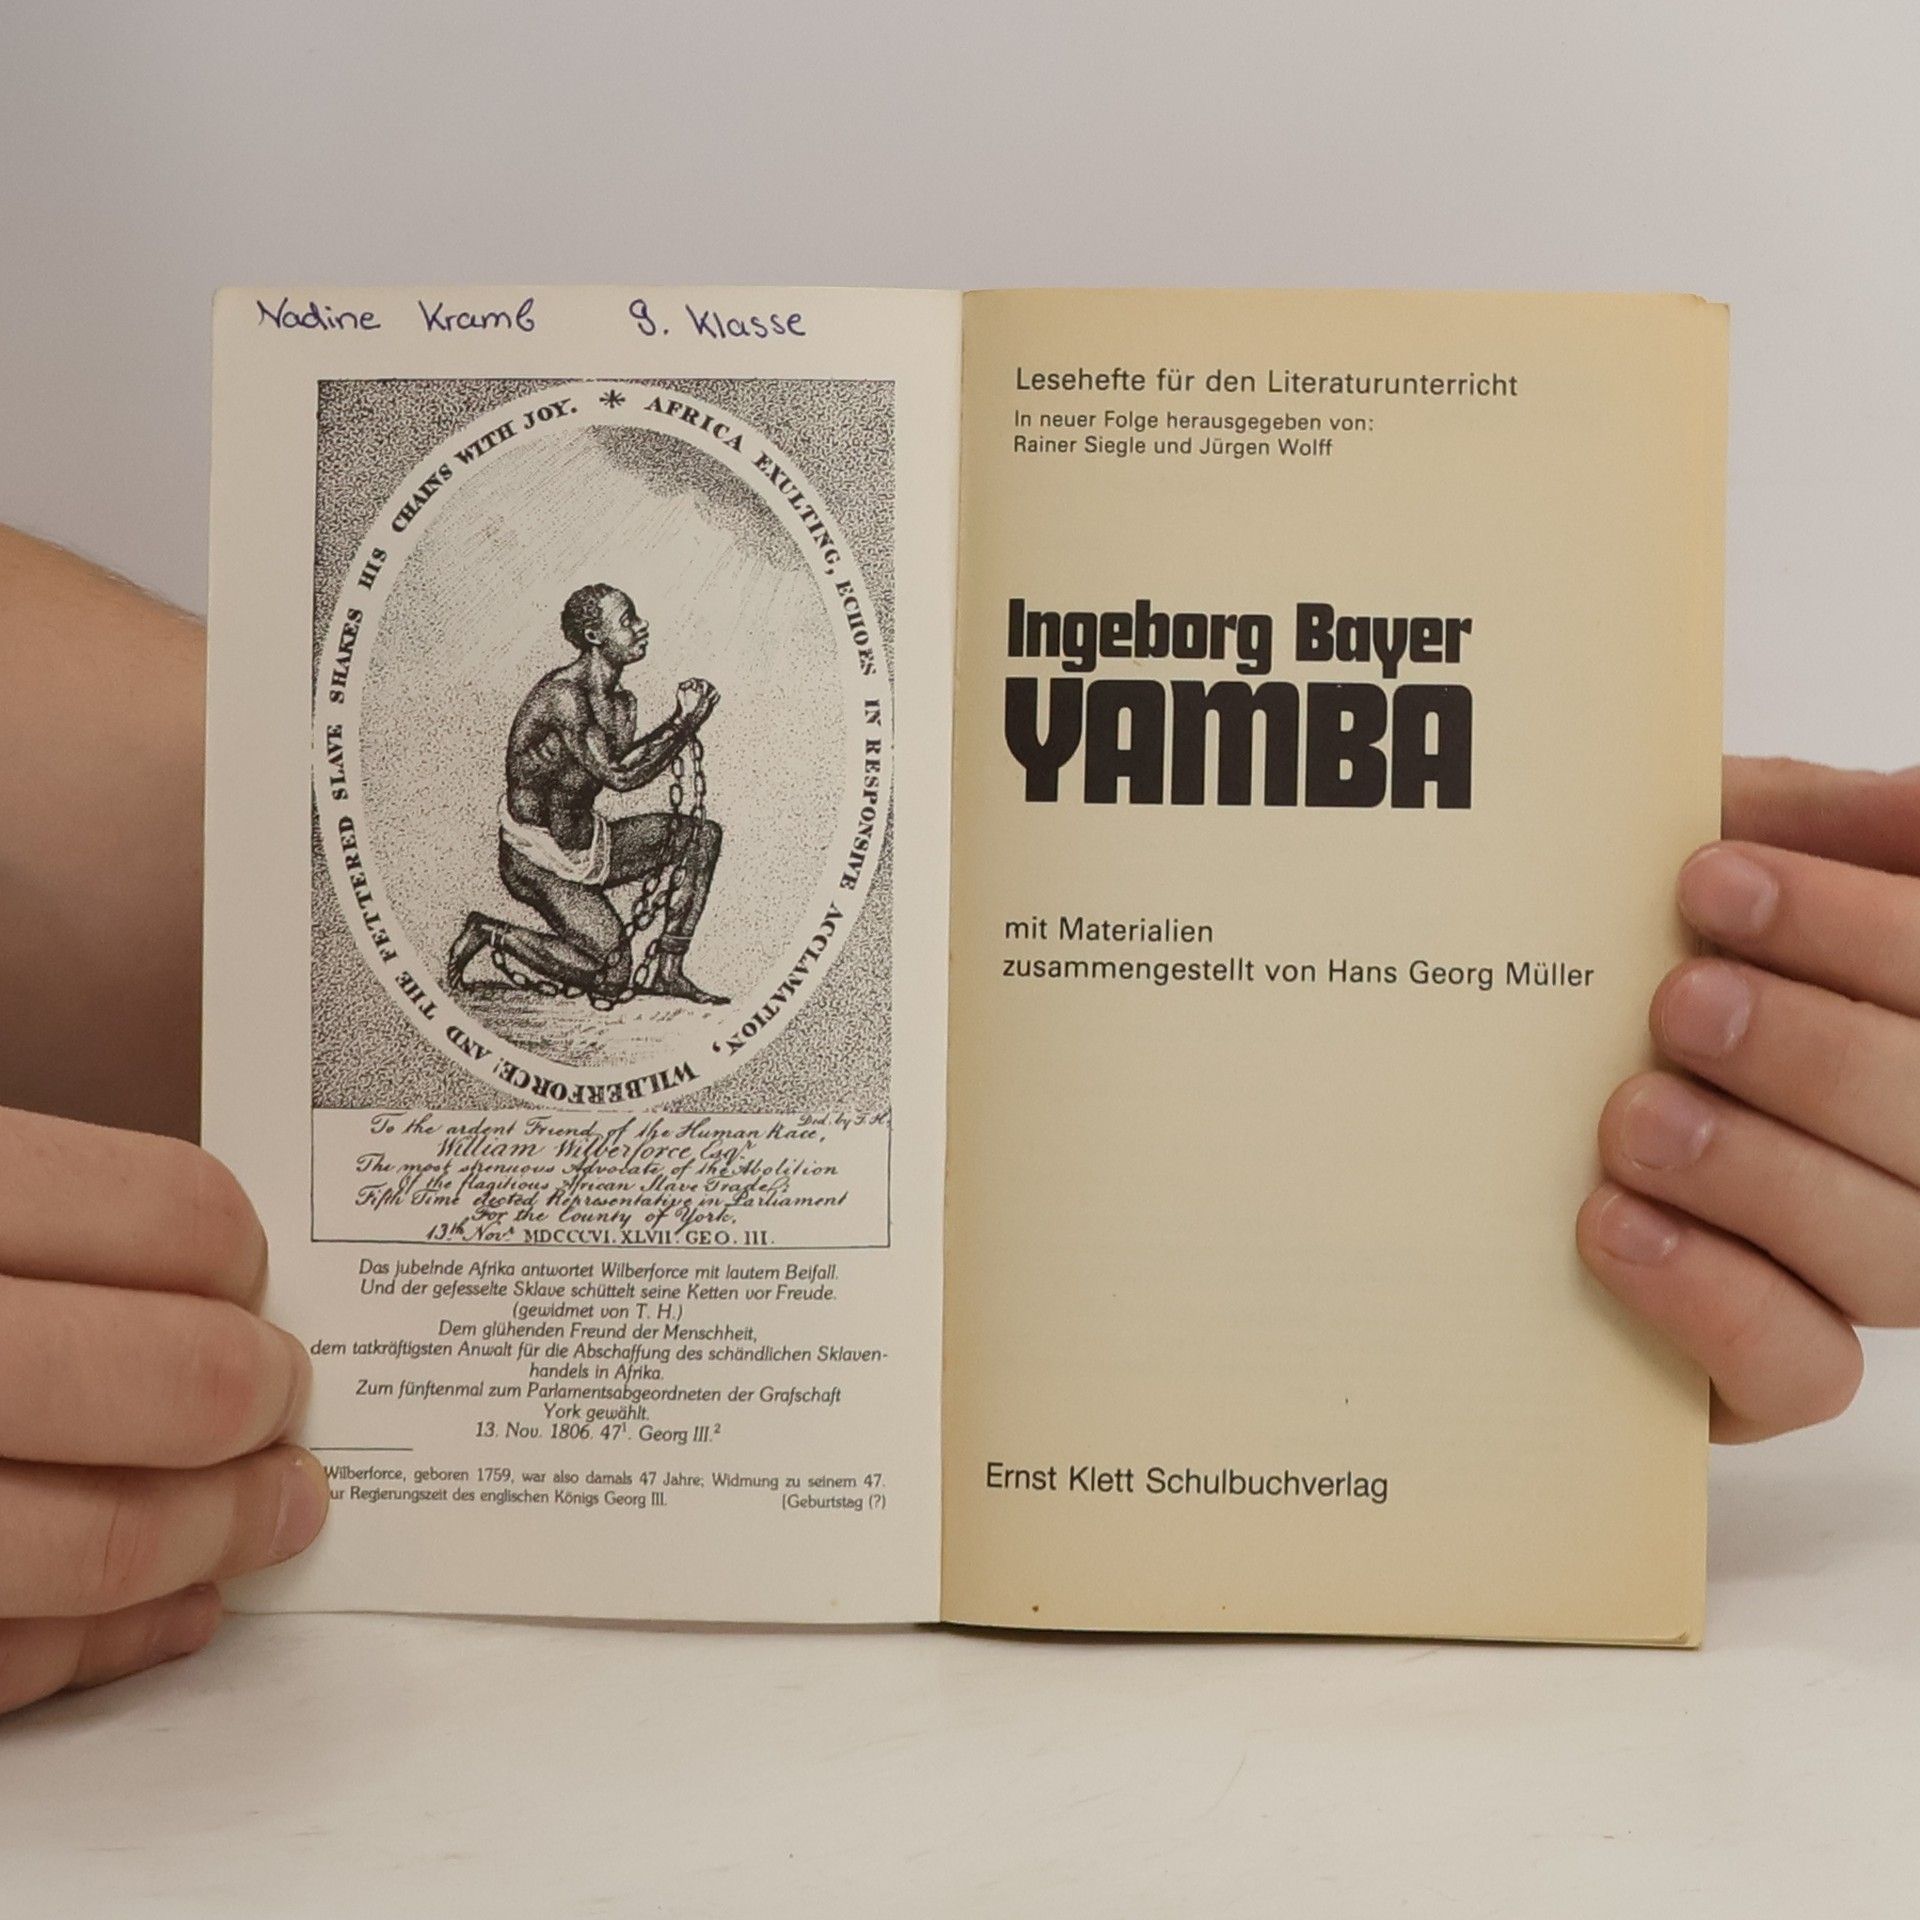 Nadine Kramb 9. Klasse
* AFRICA EXULTING, ECHOES IN RESPONSIVE ACCLAMATION, WILBERFORCE! AND THE FETTERED SLAVE SHAKES HIS CHAINS WITH JOY.
Ded. by T. H.
To the ardent Friend of the Human Race,
William Wilberforce Esqr
The most strenuous Advocate of the Abolition
Of the flagitious African Slave Trade;
Fifth Time elected Representative in Parliament
For the County of York.
13th Novr MDCCCVI. XLVII. GEO. III.
Das jubelnde Afrika antwortet Wilberforce mit lautem Beifall.
Und der gefesselte Sklave schüttelt seine Ketten vor Freude.
(gewidmet von T. H.)
Dem glühenden Freund der Menschheit,
dem tatkräftigsten Anwalt für die Abschaffung des schändlichen Sklaven-
handels in Afrika.
Zum fünftenmal zum Parlamentsabgeordneten der Grafschaft
York gewählt.
13. Nov. 1806. 47¹. Georg III.²
Wilberforce, geboren 1759, war also damals 47 Jahre; Widmung zu seinem 47.
ur Regierungszeit des englischen Königs Georg III. [Geburtstag (?)
Lesehefte für den Literaturunterricht
In neuer Folge herausgegeben von:
Rainer Siegle und Jürgen Wolff
Ingeborg Bayer
YAMBA
mit Materialien
zusammengestellt von Hans Georg Müller
Ernst Klett Schulbuchverlag